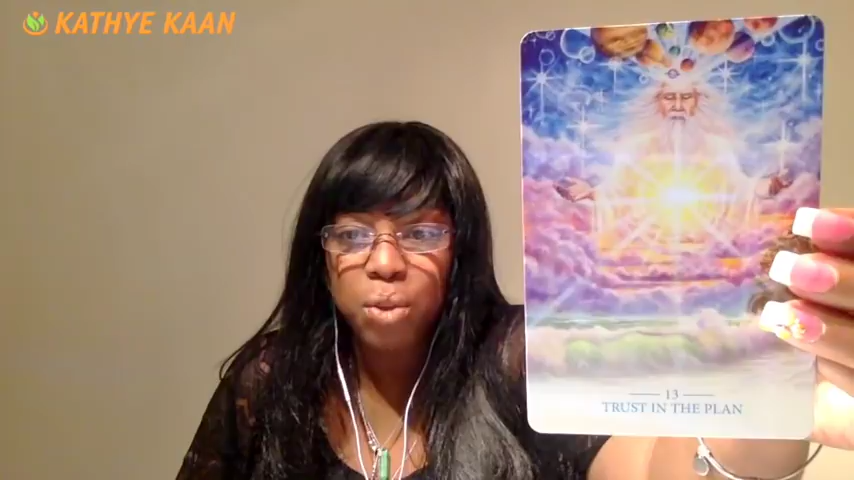 KATHYE KAAN
13
TRUST IN THE PLAN